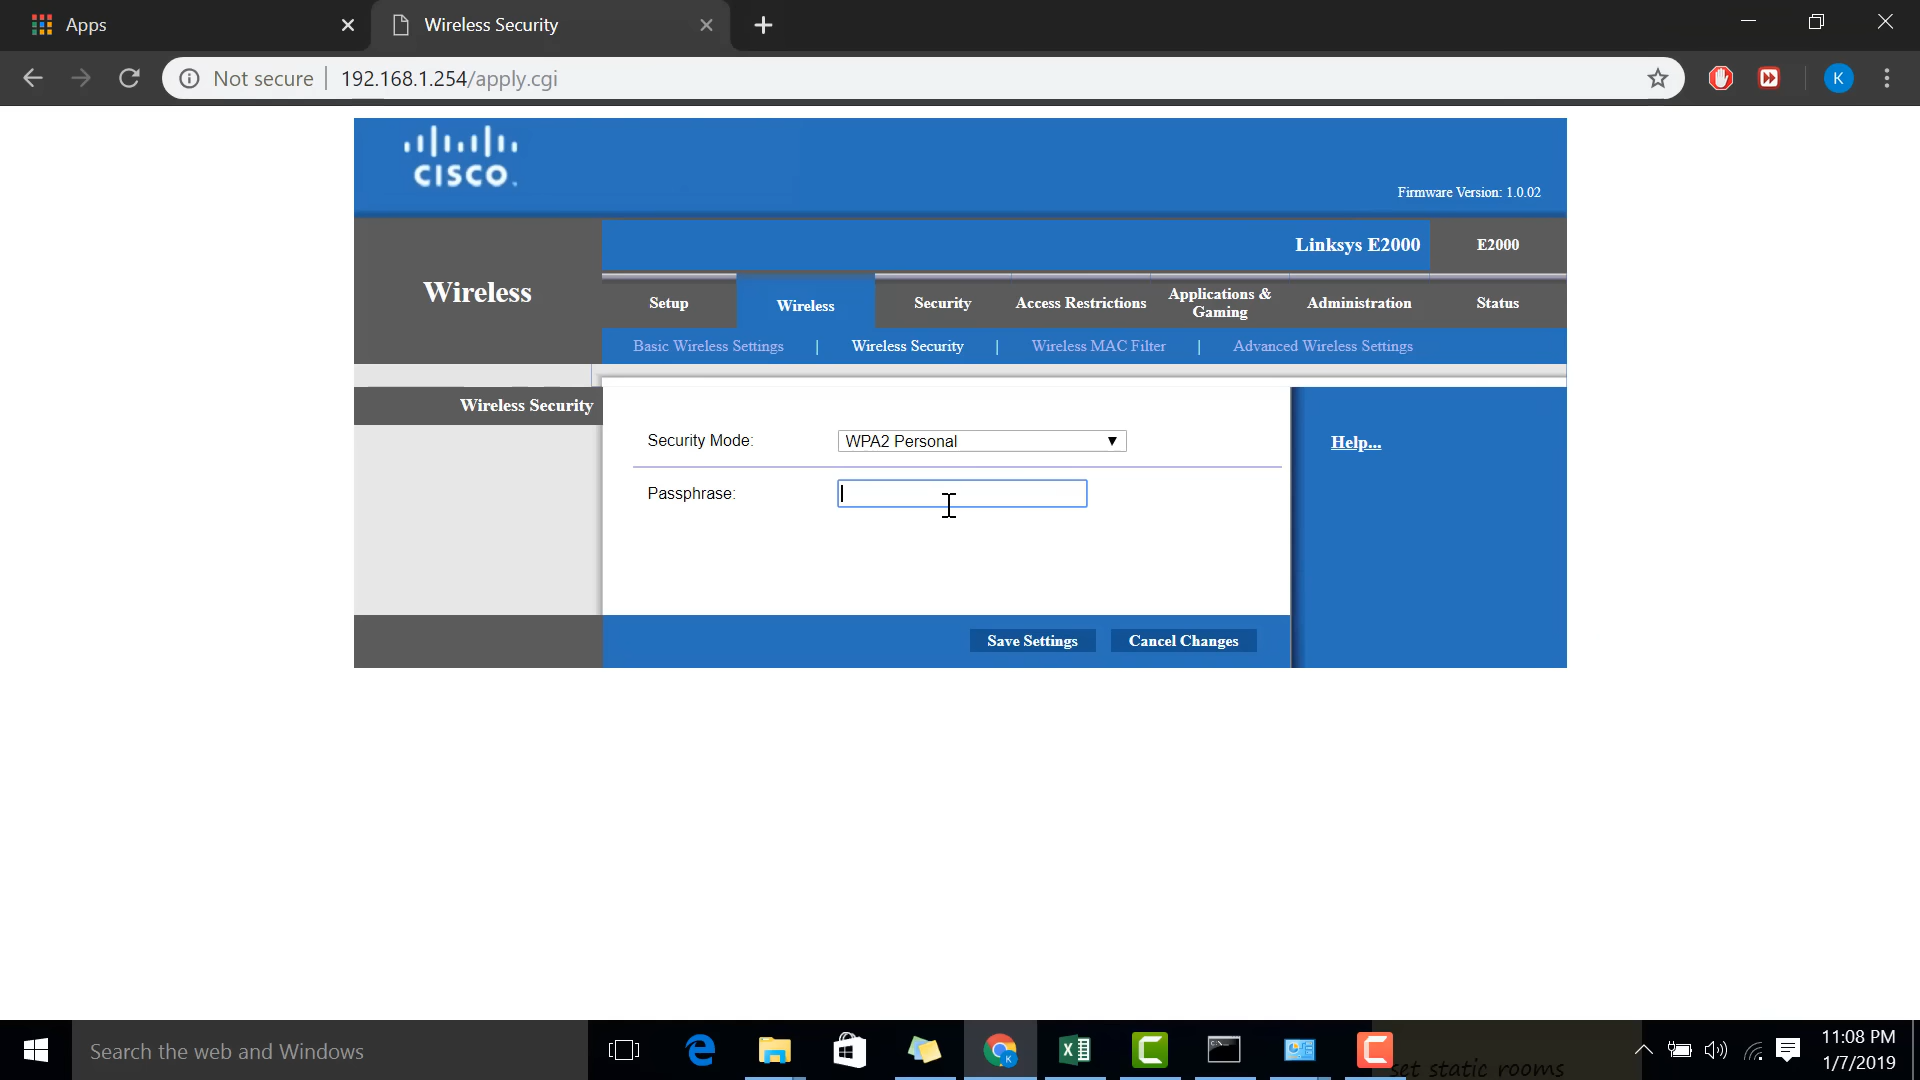 Apps
Wireless Security
Not secure
192.168.1.254/apply.cgi
K
CISCO.
Firmware Version: 1.0.02
Linksys E2000
E2000
Wireless
Setup
Wireless
Security
Access Restrictions
Applications &
Gaming
Administration
Status
Basic Wireless Settings
|
Wireless Security
|
Wireless MAC Filter
|
Advanced Wireless Settings
Wireless Security
Security Mode:
WPA2 Personal
Help...
Passphrase:
Save Settings
Cancel Changes
Search the web and Windows
11:08 PM
1/7/2019
set static rooms